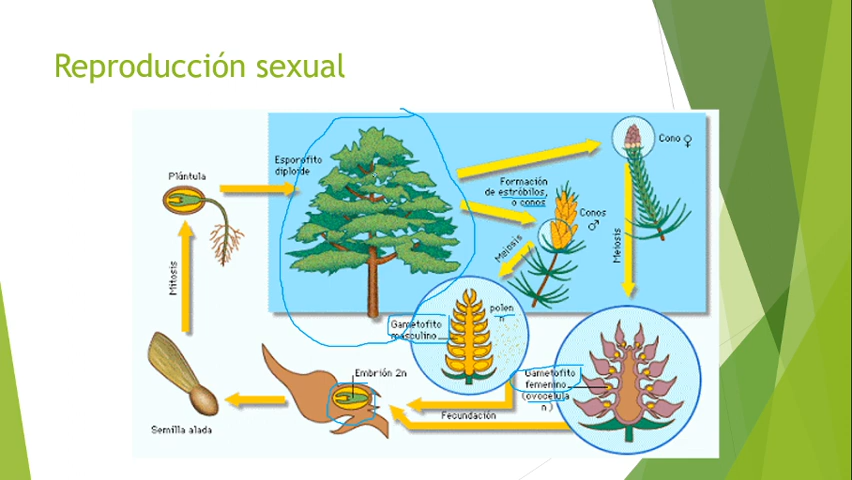 Reproducción sexual
Esporofito
diploide
Plántula
Formación
de estróbilos,
o conos
Cono ♀
Conos
♂
Meiosis
Meiosis
Mitosis
polen
n
Gametofito
masculino
Embrión 2n
Gametofito
femenino
(ovocélula
n)
Fecundación
Semilla alada